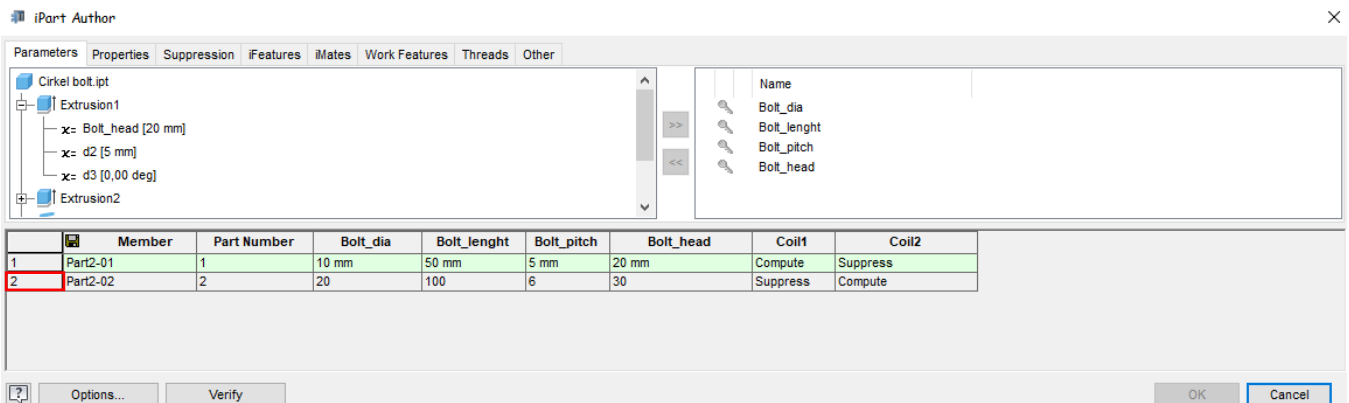 iPart Author
Parameters Properties Suppression iFeatures iMates Work Features Threads Other
Cirkel bolt.ipt
Extrusion1
x= Bolt_head [20 mm]
x= d2 [5 mm]
x= d3 [0,00 deg]
Extrusion2
>>
<<
Name
Bolt_dia
Bolt_lenght
Bolt_pitch
Bolt_head
Member Part Number Bolt_dia Bolt_lenght Bolt_pitch Bolt_head Coil1 Coil2
1 Part2-01 1 10 mm 50 mm 5 mm 20 mm Compute Suppress
2 Part2-02 2 20 100 6 30 Suppress Compute
? Options... Verify OK Cancel